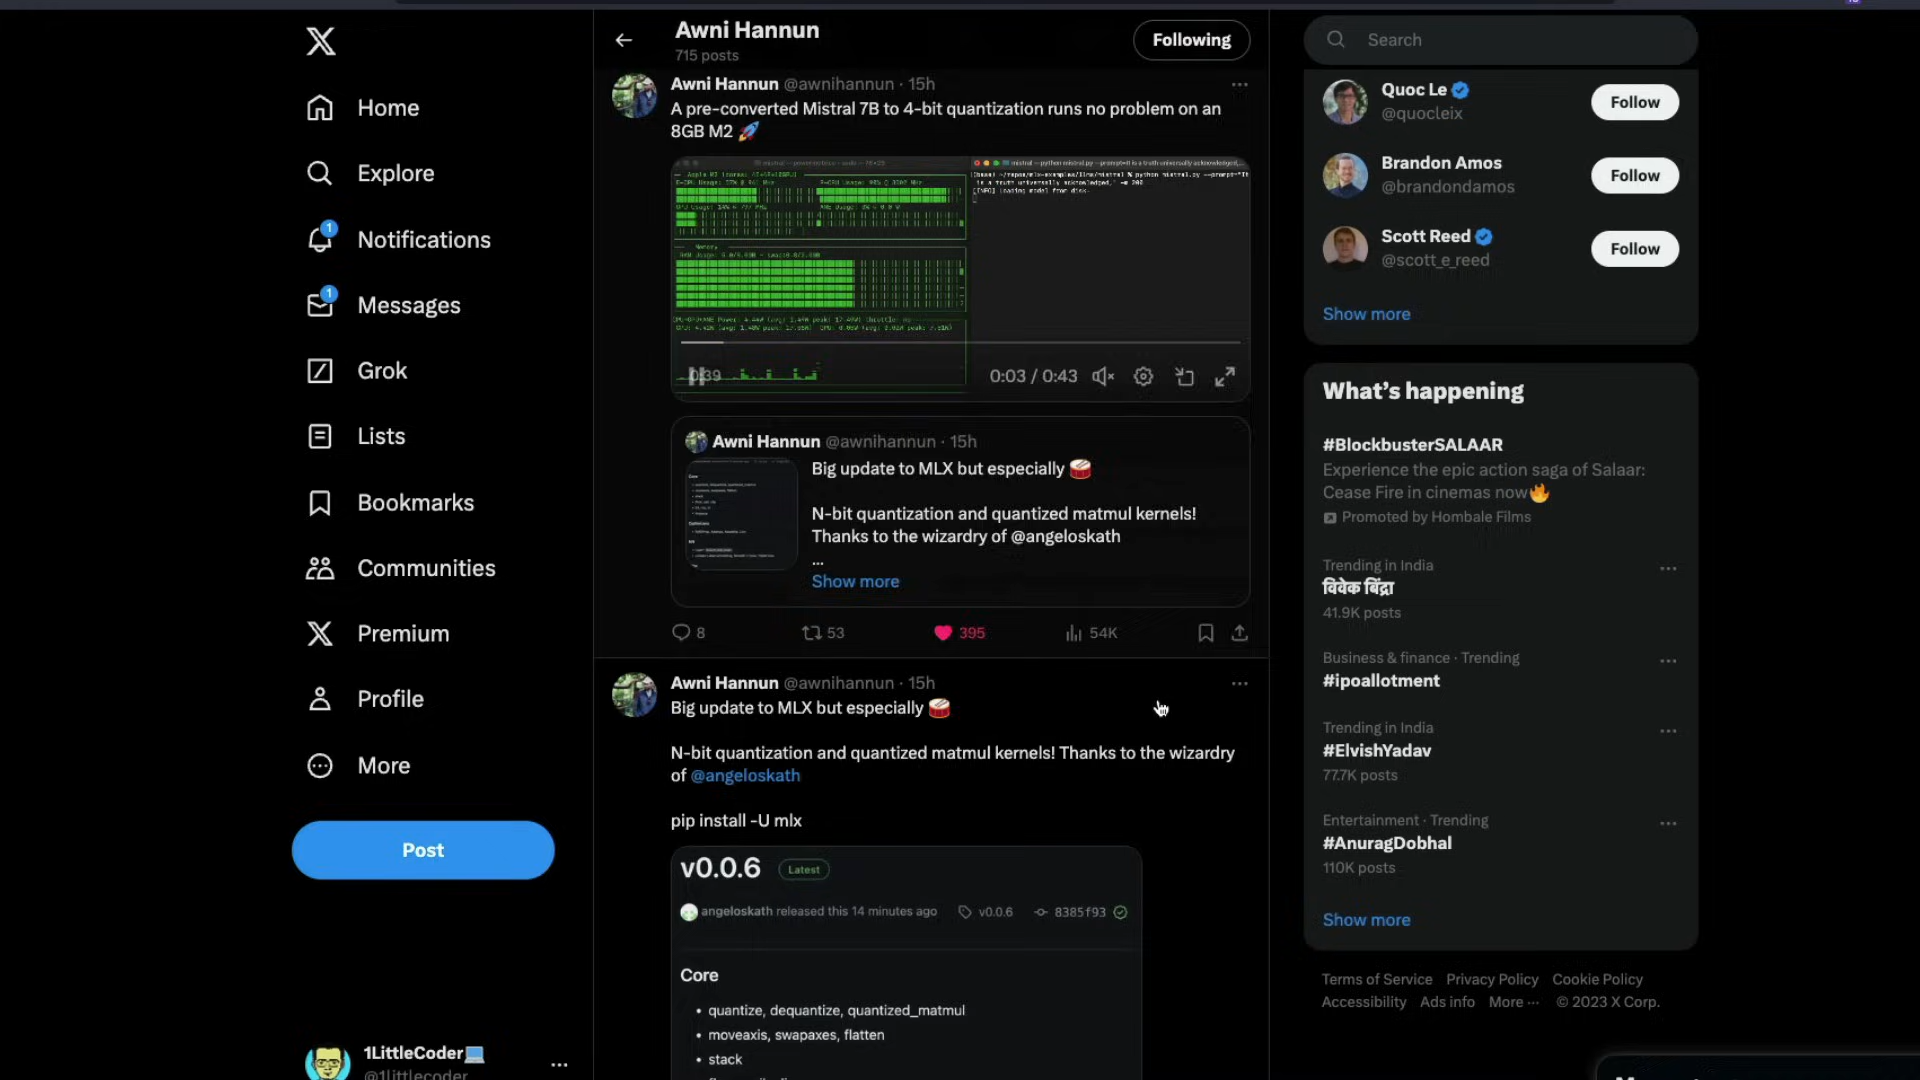 Home
Explore
1
Notifications
1
Messages
Grok
Lists
Bookmarks
Communities
Premium
Profile
More
Post
1LittleCoder💻
@1littlecoder
Awni Hannun
715 posts
Following
Awni Hannun @awnihannun · 15h
A pre-converted Mistral 7B to 4-bit quantization runs no problem on an
8GB M2 🚀
0:39
0:03 / 0:43
Awni Hannun @awnihannun · 15h
Big update to MLX but especially 🥁
N-bit quantization and quantized matmul kernels!
Thanks to the wizardry of @angeloskath
...
Show more
8
53
395
54K
Awni Hannun @awnihannun · 15h
Big update to MLX but especially 🥁
N-bit quantization and quantized matmul kernels! Thanks to the wizardry
of @angeloskath
pip install -U mlx
v0.0.6 Latest
angeloskath released this 14 minutes ago v0.0.6 8385f93
Core
• quantize, dequantize, quantized_matmul
• moveaxis, swapaxes, flatten
• stack
Search
Quoc Le
@quocleix
Follow
Brandon Amos
@brandondamos
Follow
Scott Reed
@scott_e_reed
Follow
Show more
What's happening
#BlockbusterSALAAR
Experience the epic action saga of Salaar:
Cease Fire in cinemas now🔥
Promoted by Hombale Films
Trending in India
विवेक बिंद्रा
41.9K posts
Business & finance · Trending
#ipoallotment
Trending in India
#ElvishYadav
77.7K posts
Entertainment · Trending
#AnuragDobhal
110K posts
Show more
Terms of Service Privacy Policy Cookie Policy
Accessibility Ads info More ··· © 2023 X Corp.